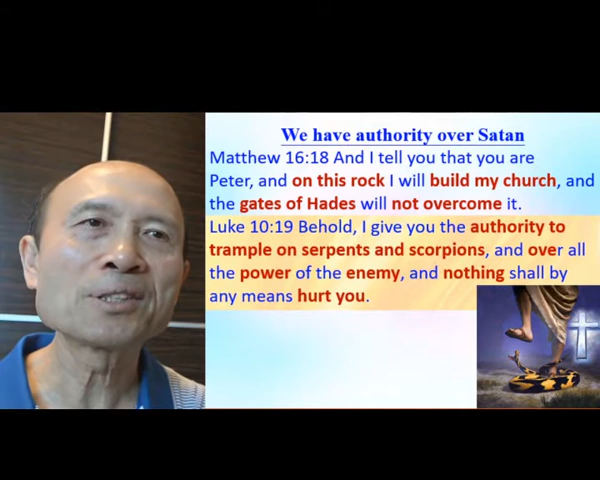 We have authority over Satan
Matthew 16:18 And I tell you that you are
Peter, and on this rock I will build my church, and
the gates of Hades will not overcome it.
Luke 10:19 Behold, I give you the authority to
trample on serpents and scorpions, and over all
the power of the enemy, and nothing shall by
any means hurt you.